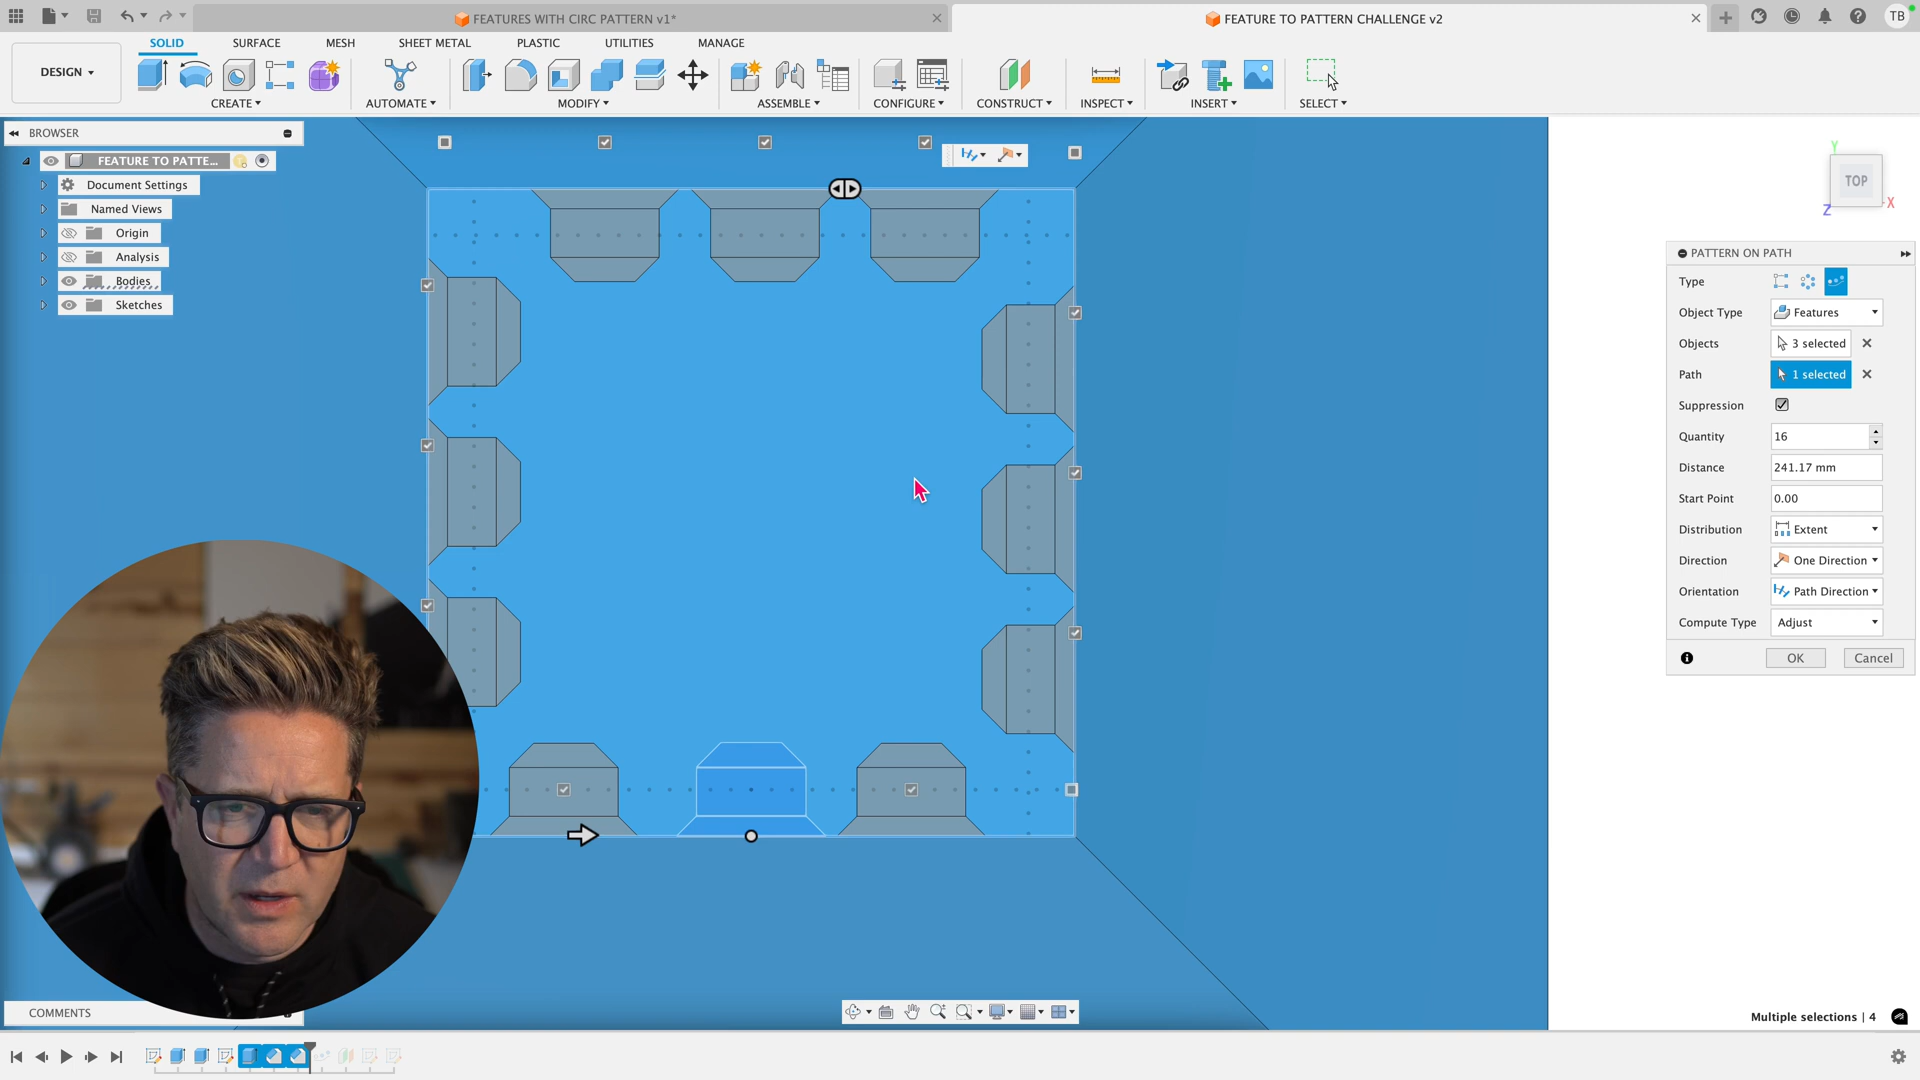 FEATURES WITH CIRC PATTERN v1*
FEATURE TO PATTERN CHALLENGE v2
TB
DESIGN
SOLID
SURFACE
MESH
SHEET METAL
PLASTIC
UTILITIES
MANAGE
CREATE
AUTOMATE
MODIFY
ASSEMBLE
CONFIGURE
CONSTRUCT
INSPECT
INSERT
SELECT
BROWSER
FEATURE TO PATTE...
Document Settings
Named Views
Origin
Analysis
Bodies
Sketches
TOP
Y
X
Z
PATTERN ON PATH
Type
Object Type Features
Objects 3 selected
Path 1 selected
Suppression
Quantity 16
Distance 241.17 mm
Start Point 0.00
Distribution Extent
Direction One Direction
Orientation Path Direction
Compute Type Adjust
OK Cancel
COMMENTS
Multiple selections | 4